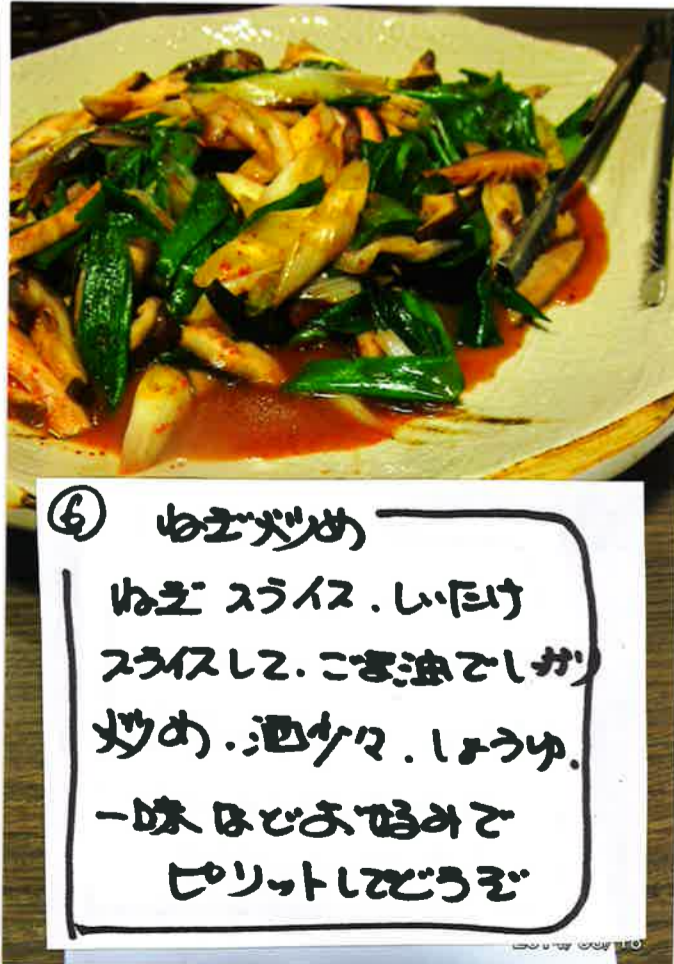 ⑥ ねぎ炒め
ねぎ スライス.しいたけ
スライスして.ごま油でしっかり
炒め.酒少々.しょうゆ.
一味などお好みで
ピリットしてどうぞ